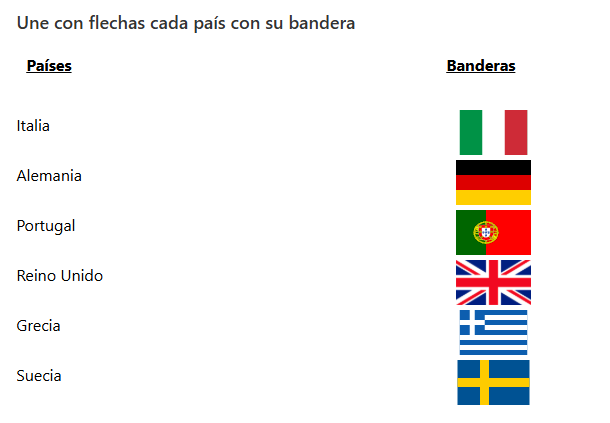 Une con flechas cada país con su bandera
Países Banderas
Italia
Alemania
Portugal
Reino Unido
Grecia
Suecia